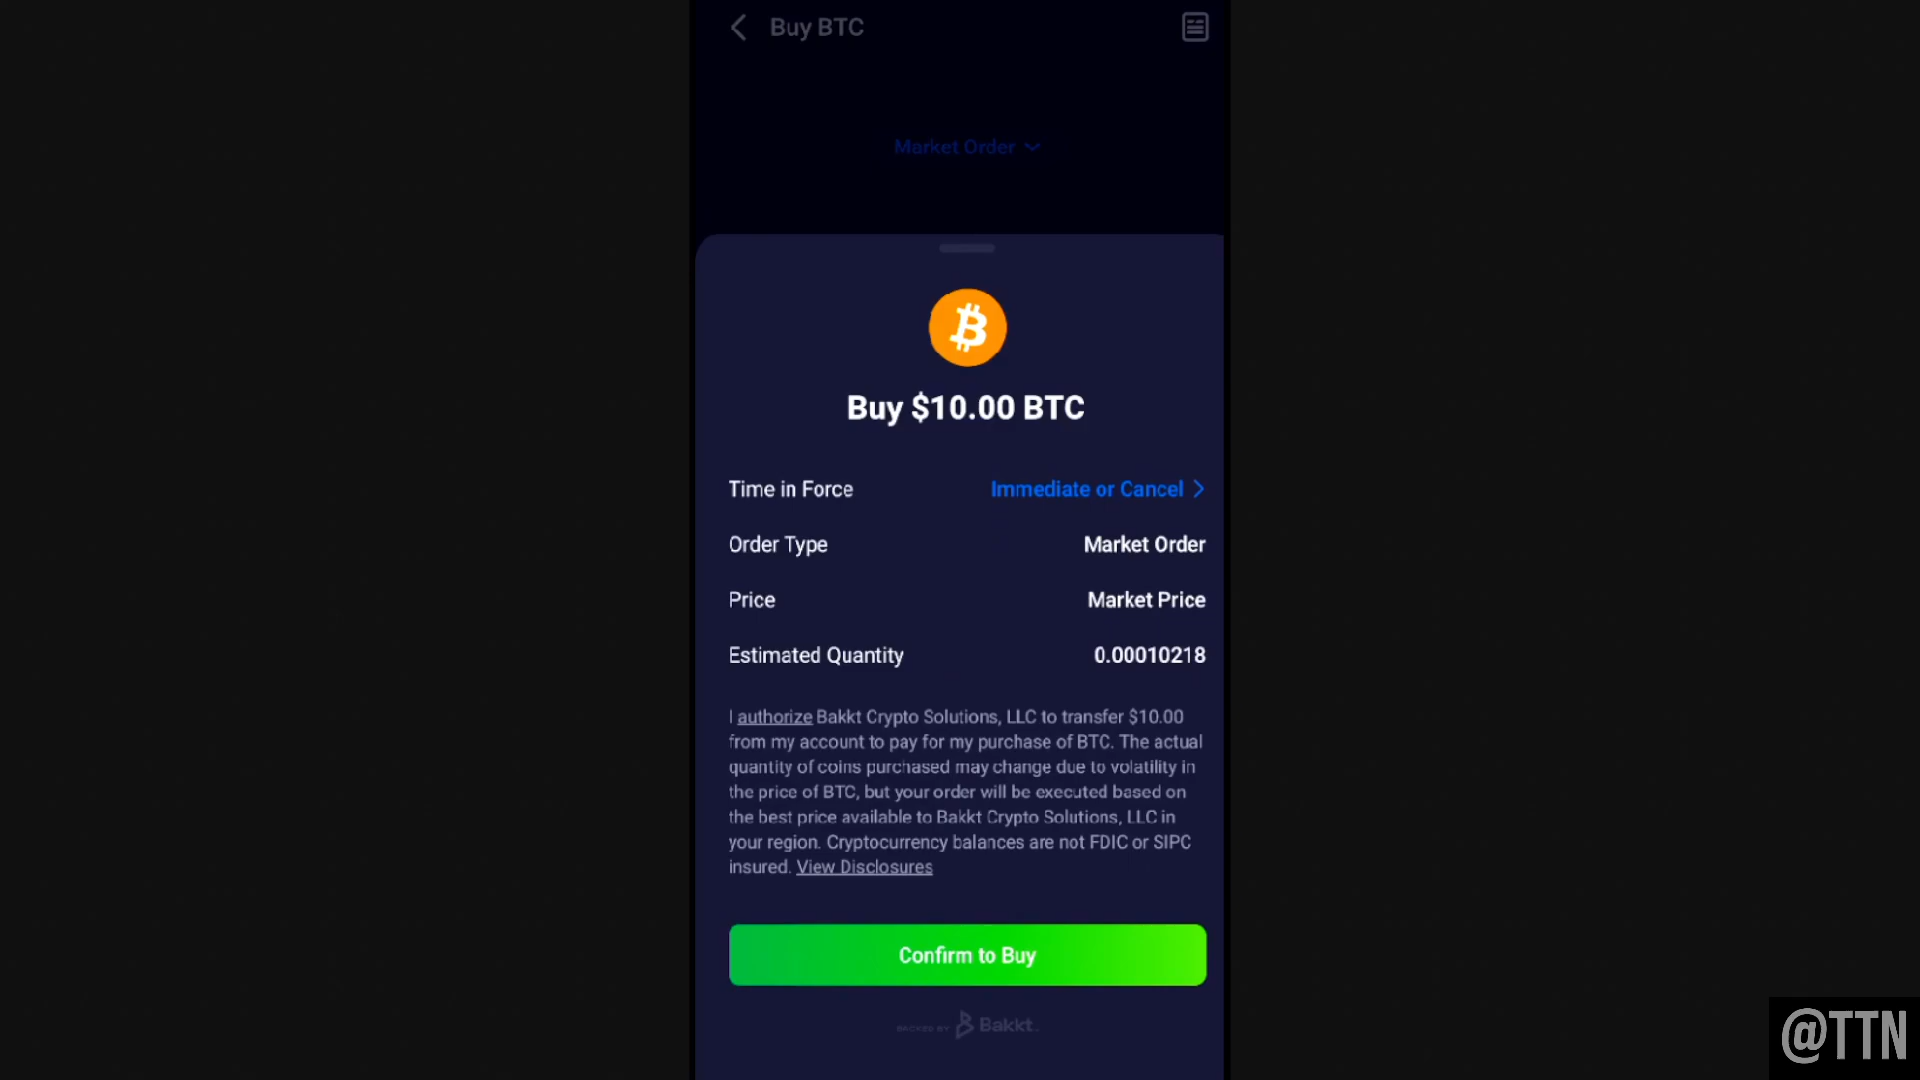 Buy BTC
Market Order
Buy $10.00 BTC
Time in Force Immediate or Cancel
Order Type Market Order
Price Market Price
Estimated Quantity 0.00010218
I authorize Bakkt Crypto Solutions, LLC to transfer $10.00
from my account to pay for my purchase of BTC. The actual
quantity of coins purchased may change due to volatility in
the price of BTC, but your order will be executed based on
the best price available to Bakkt Crypto Solutions, LLC in
your region. Cryptocurrency balances are not FDIC or SIPC
insured. View Disclosures
Confirm to Buy
BACKED BY Bakkt.
@TTN